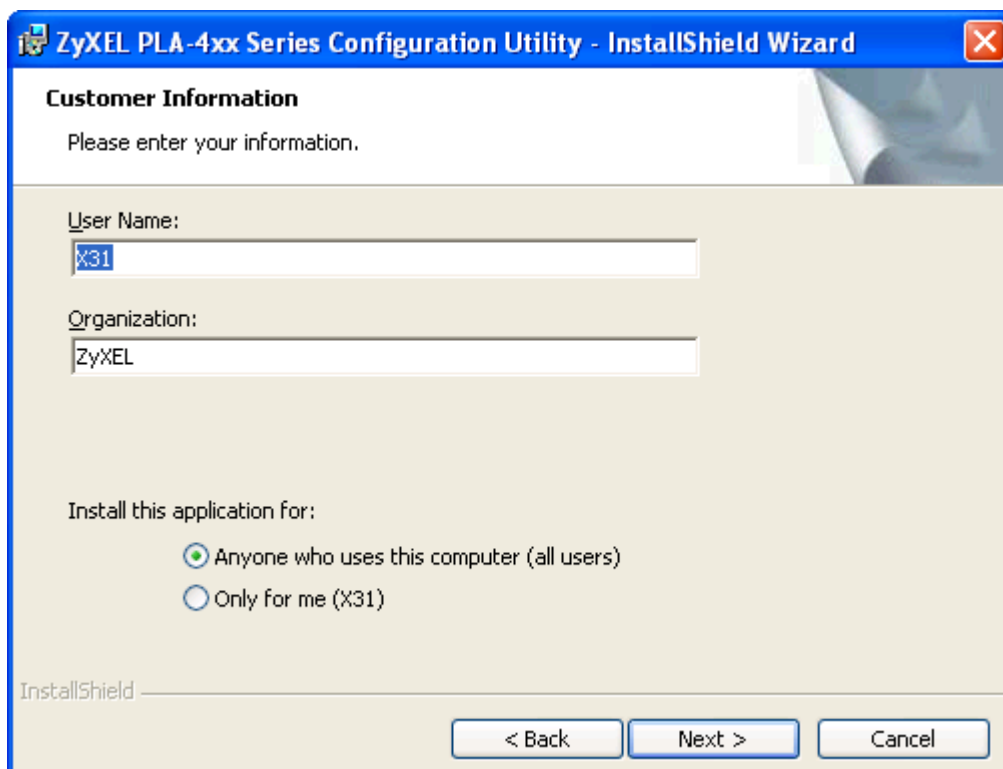 ZyXEL PLA-4xx Series Configuration Utility - InstallShield Wizard
Customer Information
Please enter your information.
User Name:
X31
Organization:
ZyXEL
Install this application for:
Anyone who uses this computer (all users)
Only for me (X31)
InstallShield
< Back
Next >
Cancel